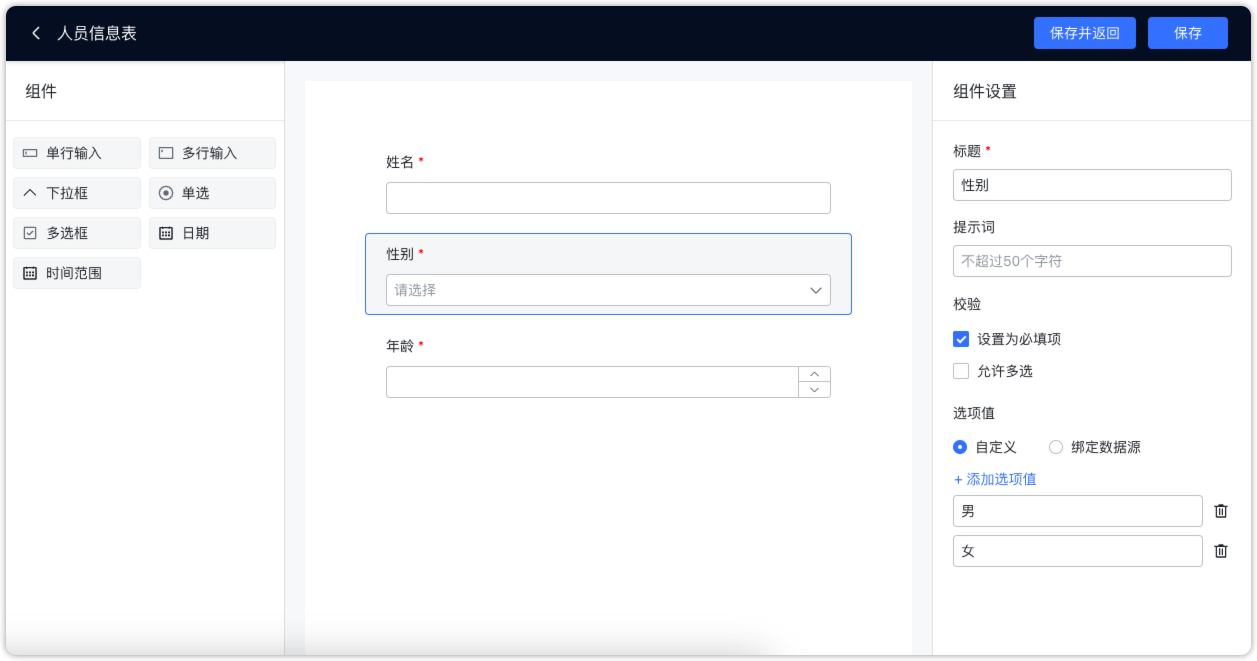 人员信息表
保存并返回
保存
组件
单行输入
多行输入
下拉框
单选
多选框
日期
时间范围
姓名 *
性别 *
请选择
年龄 *
组件设置
标题 *
性别
提示词
不超过50个字符
校验
设置为必填项
允许多选
选项值
自定义
绑定数据源
+ 添加选项值
男
女